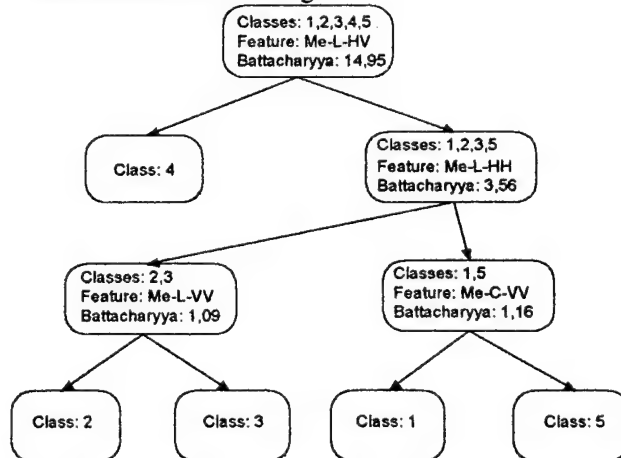 Classes: 1,2,3,4,5
Feature: Me-L-HV
Battacharyya: 14,95
Class: 4
Classes: 1,2,3,5
Feature: Me-L-HH
Battacharyya: 3,56
Classes: 2,3
Feature: Me-L-VV
Battacharyya: 1,09
Classes: 1,5
Feature: Me-C-VV
Battacharyya: 1,16
Class: 2
Class: 3
Class: 1
Class: 5